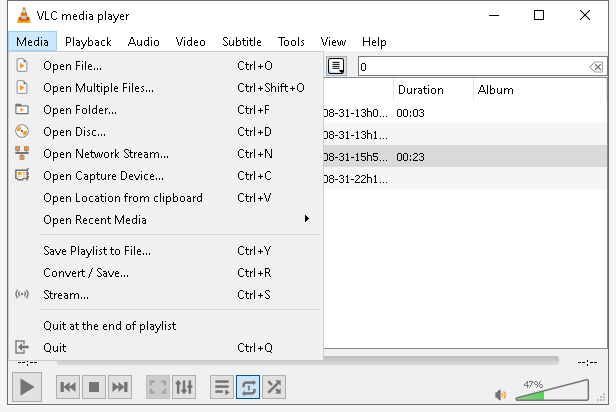 VLC media player
Media Playback Audio Video Subtitle Tools View Help
Open File... Ctrl+O
0
Open Multiple Files... Ctrl+Shift+O
Duration Album
Open Folder... Ctrl+F
08-31-13h0... 00:03
Open Disc... Ctrl+D
08-31-13h1...
Open Network Stream... Ctrl+N
08-31-15h5... 00:23
Open Capture Device... Ctrl+C
08-31-22h1...
Open Location from clipboard Ctrl+V
Open Recent Media
Save Playlist to File... Ctrl+Y
Convert / Save... Ctrl+R
Stream... Ctrl+S
Quit at the end of playlist
Quit Ctrl+Q
--:-- --:--
47%